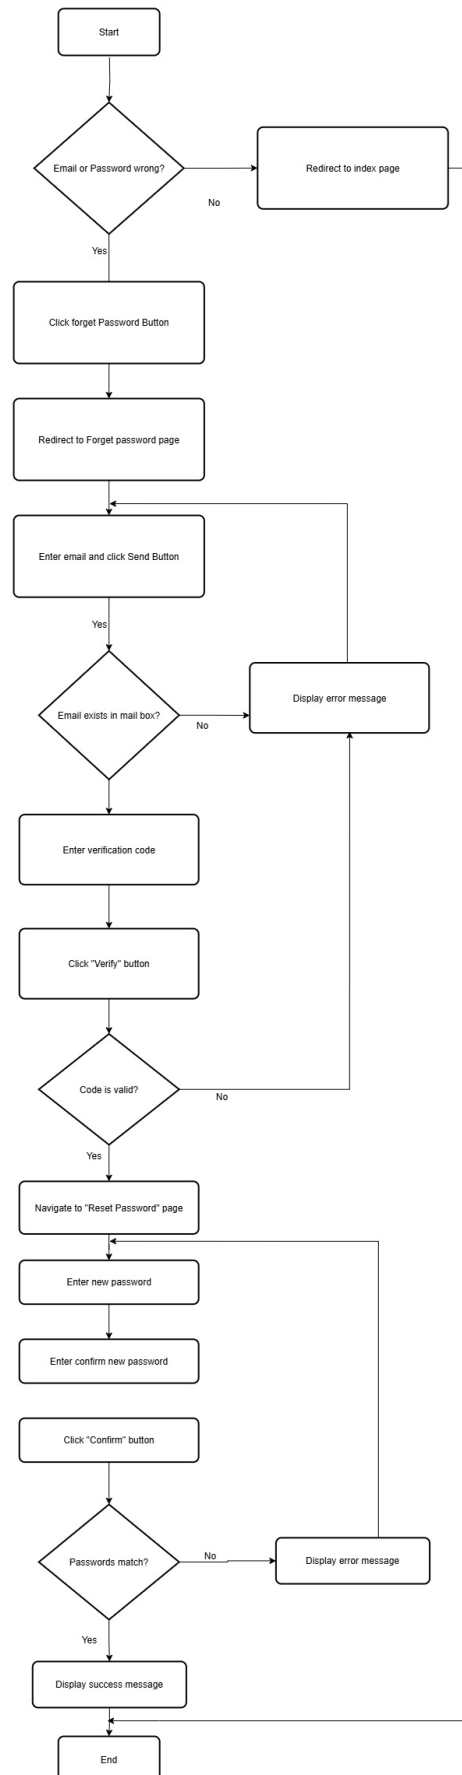 Start
Email or Password wrong?
Redirect to index page
No
Yes
Click forget Password Button
Redirect to Forget password page
Enter email and click Send Button
Yes
Display error message
Email exists in mail box?
No
Enter verification code
Click "Verify" button
Code is valid?
No
Yes
Navigate to "Reset Password" page
Enter new password
Enter confirm new password
Click "Confirm" button
No
Passwords match?
Display error message
Yes
Display success message
End